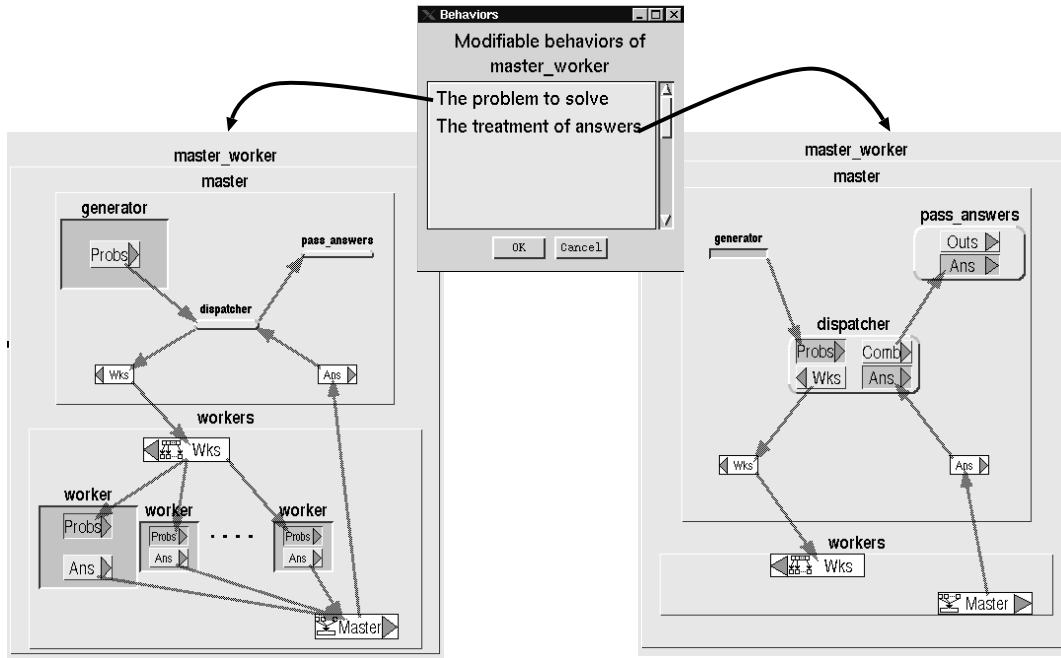 Behaviors
Modifiable behaviors of
master_worker
The problem to solve
The treatment of answers
OK Cancel
master_worker
master
generator
Probs
pass_answers
dispatcher
Wks
Ans
workers
Wks
worker
Probs
Ans
worker
Probs
Ans
. . . .
worker
Probs
Ans
Master
master_worker
master
generator
pass_answers
Outs
Ans
dispatcher
Probs Comb
Wks Ans
Wks
Ans
workers
Wks
Master